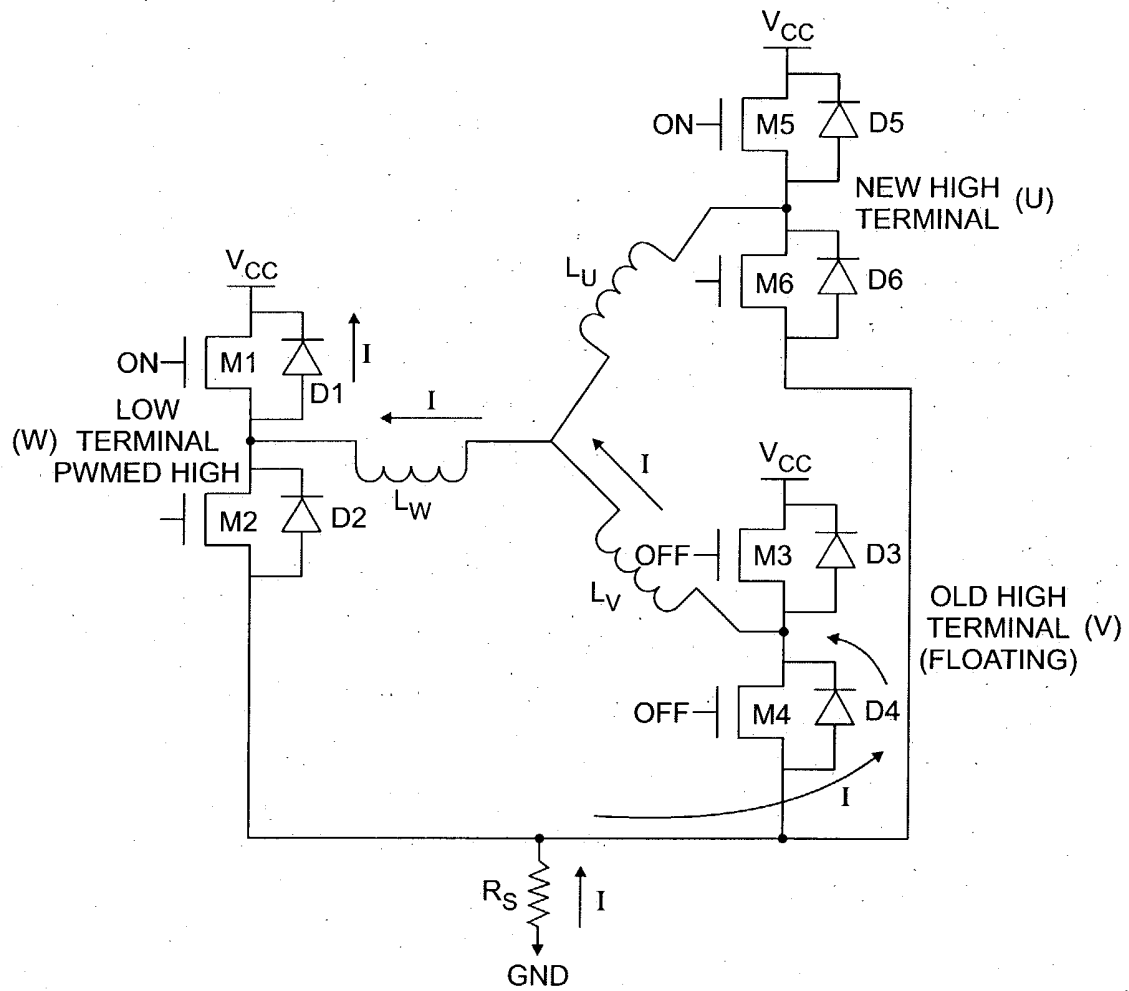 VCC
ON
M5
D5
NEW HIGH
TERMINAL
(U)
LU
M6
D6
VCC
ON
M1
D1
I
LOW
(W) TERMINAL
PWMED HIGH
I
LW
M2
D2
I
VCC
OFF
M3
D3
LV
OLD HIGH
TERMINAL (V)
(FLOATING)
OFF
M4
D4
I
RS
I
GND